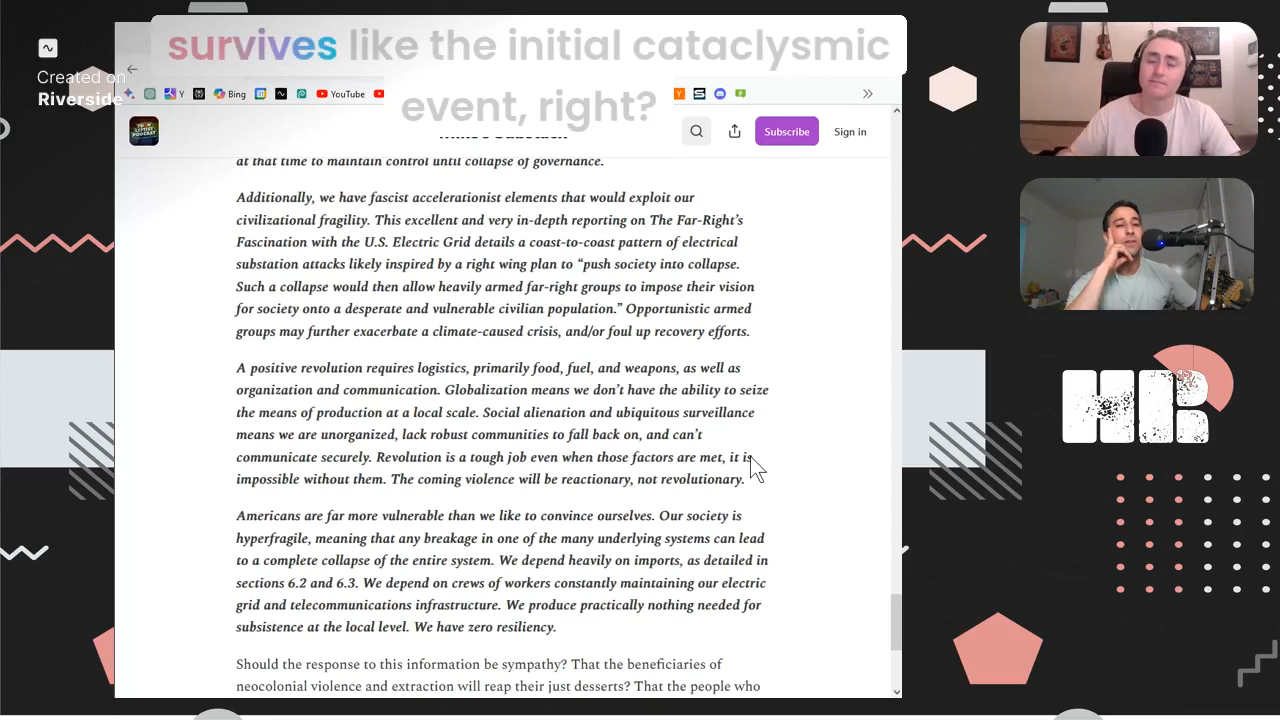 survives like the initial cataclysmic
event, right?
Created on
Riverside
Y
Bing
YouTube
Y
S
»
Subscribe
Sign in
at that time to maintain control until collapse of governance.
Additionally, we have fascist accelerationist elements that would exploit our
civilizational fragility. This excellent and very in-depth reporting on The Far-Right’s
Fascination with the U.S. Electric Grid details a coast-to-coast pattern of electrical
substation attacks likely inspired by a right wing plan to “push society into collapse.
Such a collapse would then allow heavily armed far-right groups to impose their vision
for society onto a desperate and vulnerable civilian population.” Opportunistic armed
groups may further exacerbate a climate-caused crisis, and/or foul up recovery efforts.
A positive revolution requires logistics, primarily food, fuel, and weapons, as well as
organization and communication. Globalization means we don’t have the ability to seize
the means of production at a local scale. Social alienation and ubiquitous surveillance
means we are unorganized, lack robust communities to fall back on, and can’t
communicate securely. Revolution is a tough job even when those factors are met, it is
impossible without them. The coming violence will be reactionary, not revolutionary.
Americans are far more vulnerable than we like to convince ourselves. Our society is
hyperfragile, meaning that any breakage in one of the many underlying systems can lead
to a complete collapse of the entire system. We depend heavily on imports, as detailed in
sections 6.2 and 6.3. We depend on crews of workers constantly maintaining our electric
grid and telecommunications infrastructure. We produce practically nothing needed for
subsistence at the local level. We have zero resiliency.
Should the response to this information be sympathy? That the beneficiaries of
neocolonial violence and extraction will reap their just desserts? That the people who
HR